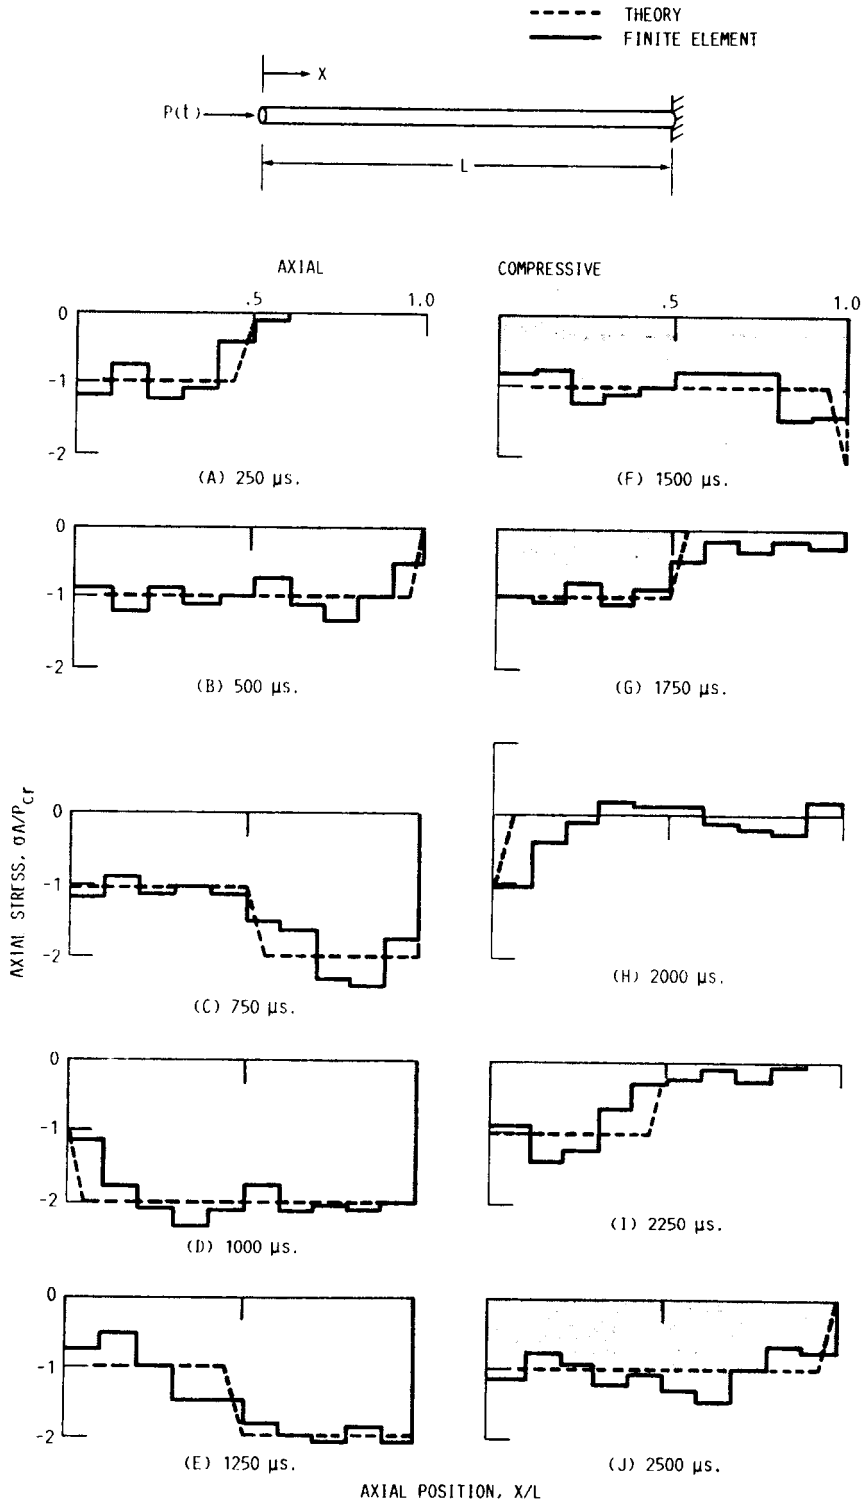 THEORY
FINITE ELEMENT
X
P(t)
L
AXIAL COMPRESSIVE
0 .5 1.0
-1
-2
(A) 250 µs.
.5 1.0
(F) 1500 µs.
0
-1
-2
(B) 500 µs.
(G) 1750 µs.
AXIAL STRESS, σA/Pcr
0
-1
-2
(C) 750 µs.
(H) 2000 µs.
0
-1
-2
(D) 1000 µs.
(I) 2250 µs.
0
-1
-2
(E) 1250 µs.
(J) 2500 µs.
AXIAL POSITION, X/L